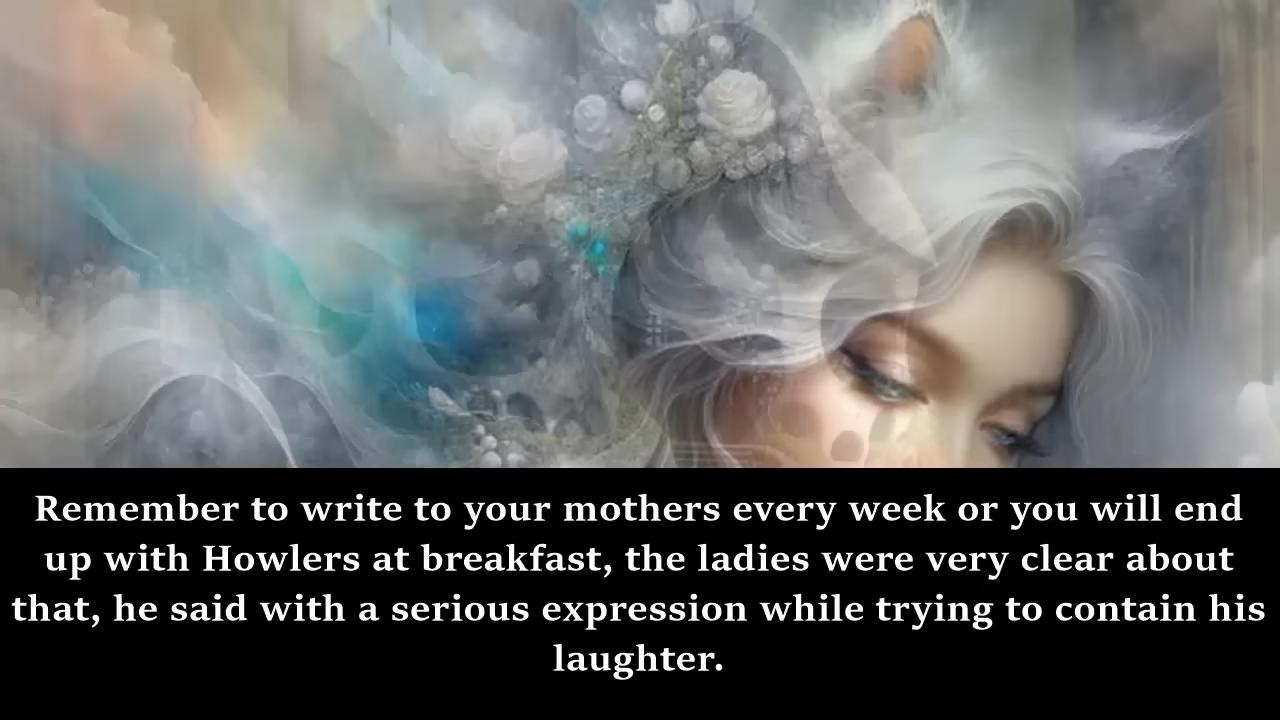 Remember to write to your mothers every week or you will end
up with Howlers at breakfast, the ladies were very clear about
that, he said with a serious expression while trying to contain his
laughter.